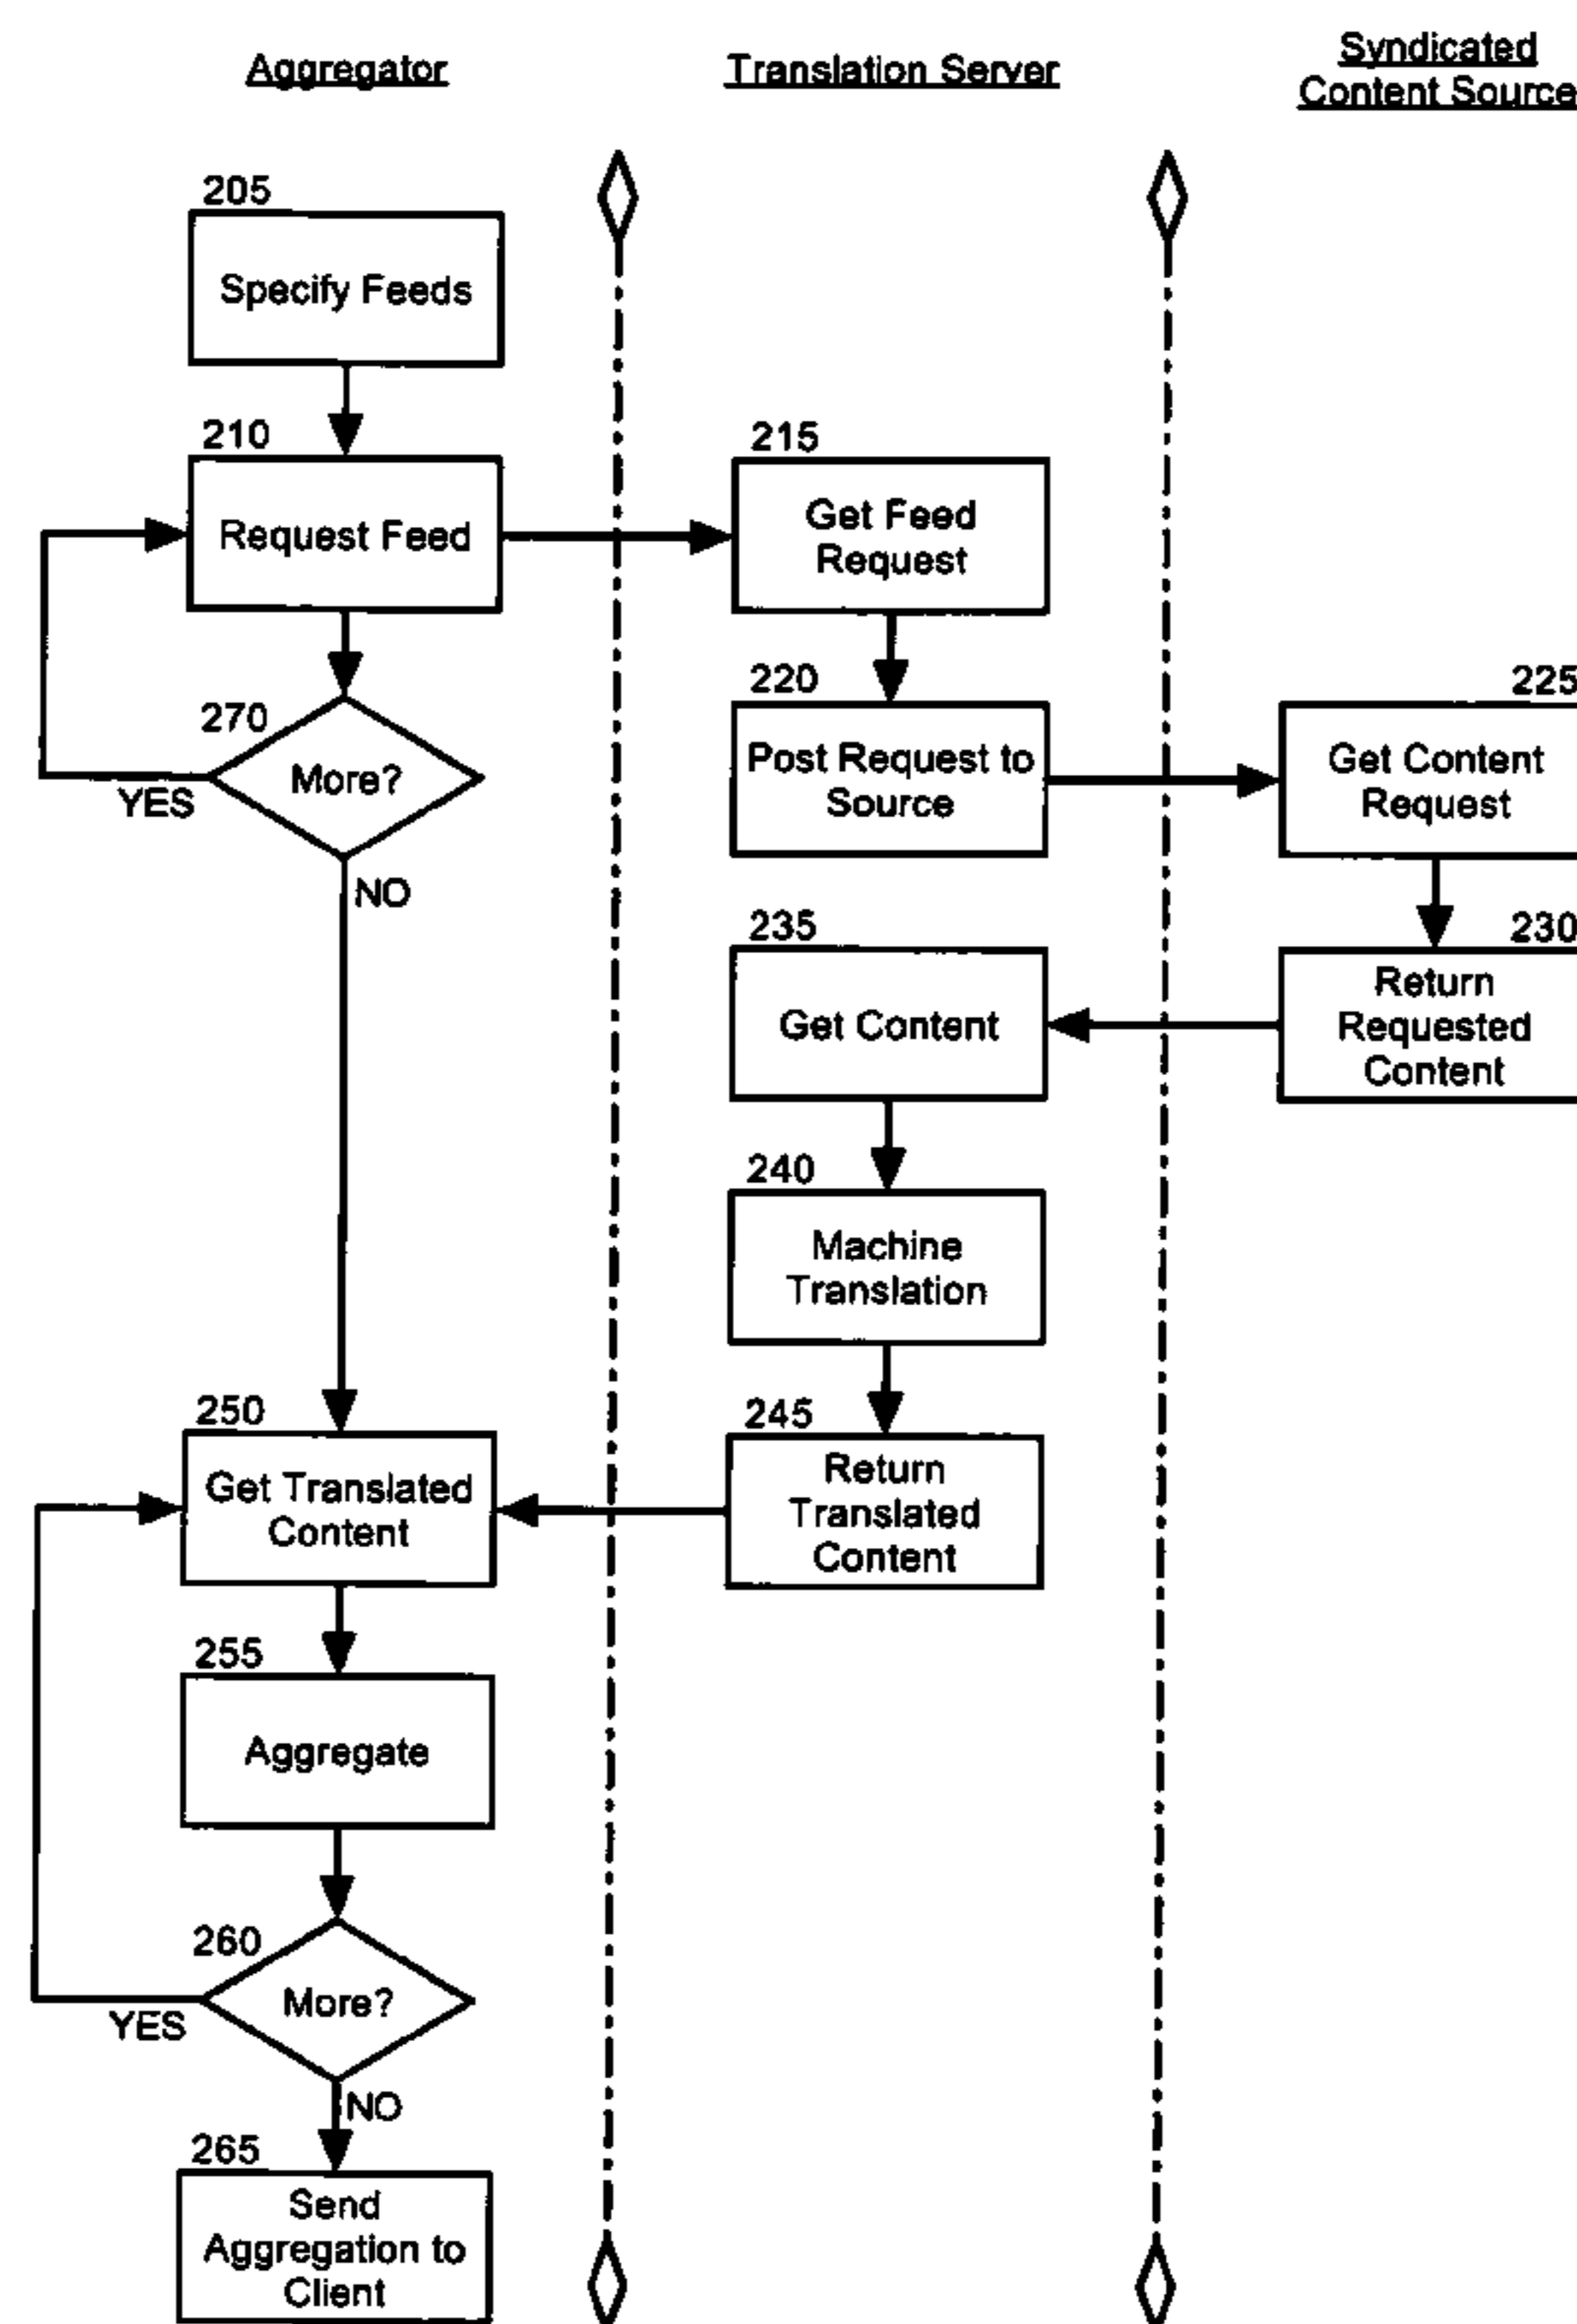 Aggregator
Translation Server
Syndicated
Content Source
205
Specify Feeds
210
Request Feed
215
Get Feed
Request
270
More?
YES
NO
220
Post Request to
Source
225
Get Content
Request
230
Return
Requested
Content
235
Get Content
240
Machine
Translation
245
Return
Translated
Content
250
Get Translated
Content
255
Aggregate
260
More?
YES
NO
265
Send
Aggregation to
Client